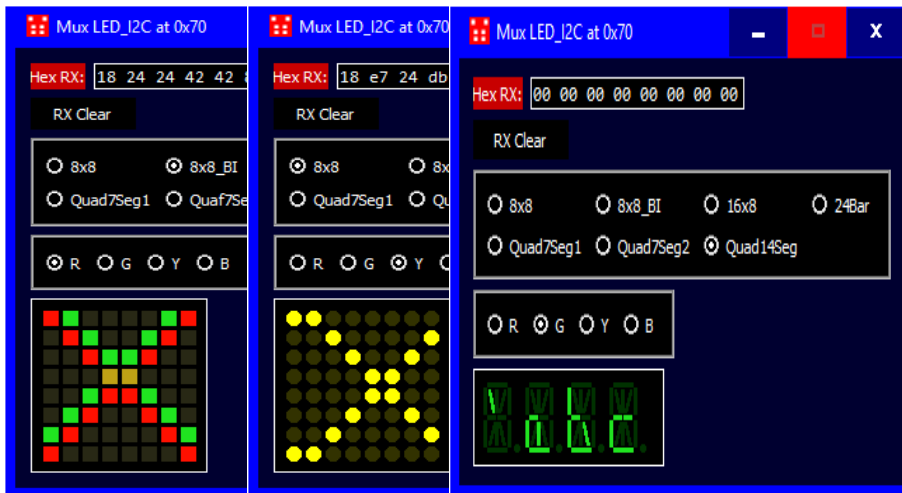 Mux LED_I2C at 0x70
Hex RX: 18 24 24 42 42
RX Clear
8x8 8x8_BI
Quad7Seg1 Quaf7Se
R G Y B
Mux LED_I2C at 0x70
Hex RX: 18 e7 24 db
RX Clear
8x8 8x
Quad7Seg1 Qu
R G Y
Mux LED_I2C at 0x70
Hex RX: 00 00 00 00 00 00 00 00
RX Clear
8x8 8x8_BI 16x8 24Bar
Quad7Seg1 Quad7Seg2 Quad14Seg
R G Y B